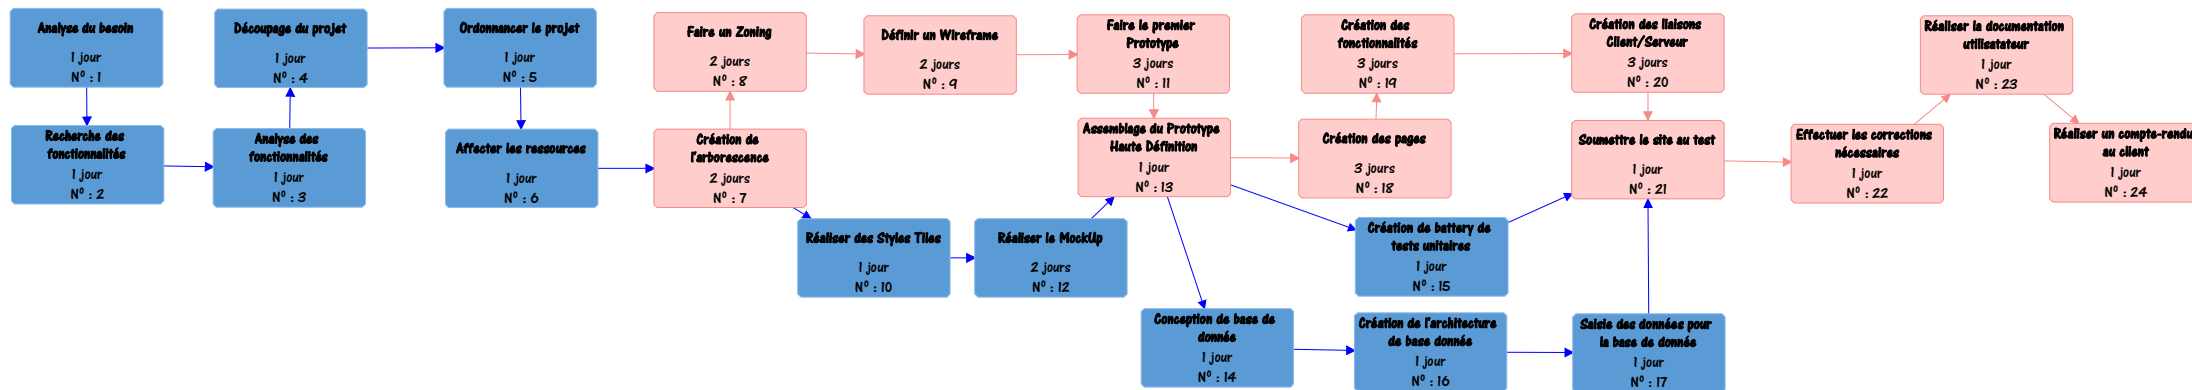 Analyse du besoin
1 jour
N° : 1
Recherche des
fonctionnalités
1 jour
N° : 2
Analyse des
fonctionnalités
1 jour
N° : 3
Découpage du projet
1 jour
N° : 4
Ordonnancer le projet
1 jour
N° : 5
Affecter les ressources
1 jour
N° : 6
Création de
l'arborescence
2 jours
N° : 7
Faire un Zoning
2 jours
N° : 8
Définir un Wireframe
2 jours
N° : 9
Réaliser des Styles Tiles
1 jour
N° : 10
Faire le premier
Prototype
3 jours
N° : 11
Réaliser le MockUp
2 jours
N° : 12
Assemblage du Prototype
Haute Définition
1 jour
N° : 13
Conception de base de
donnée
1 jour
N° : 14
Création de battery de
tests unitaires
1 jour
N° : 15
Création de l'architecture
de base donnée
1 jour
N° : 16
Saisie des données pour
la base de donnée
1 jour
N° : 17
Création des pages
3 jours
N° : 18
Création des
fonctionnalités
3 jours
N° : 19
Création des liaisons
Client/Serveur
3 jours
N° : 20
Soumettre le site au test
1 jour
N° : 21
Effectuer les corrections
nécessaires
1 jour
N° : 22
Réaliser la documentation
utilisatateur
1 jour
N° : 23
Réaliser un compte-rendu
au client
1 jour
N° : 24